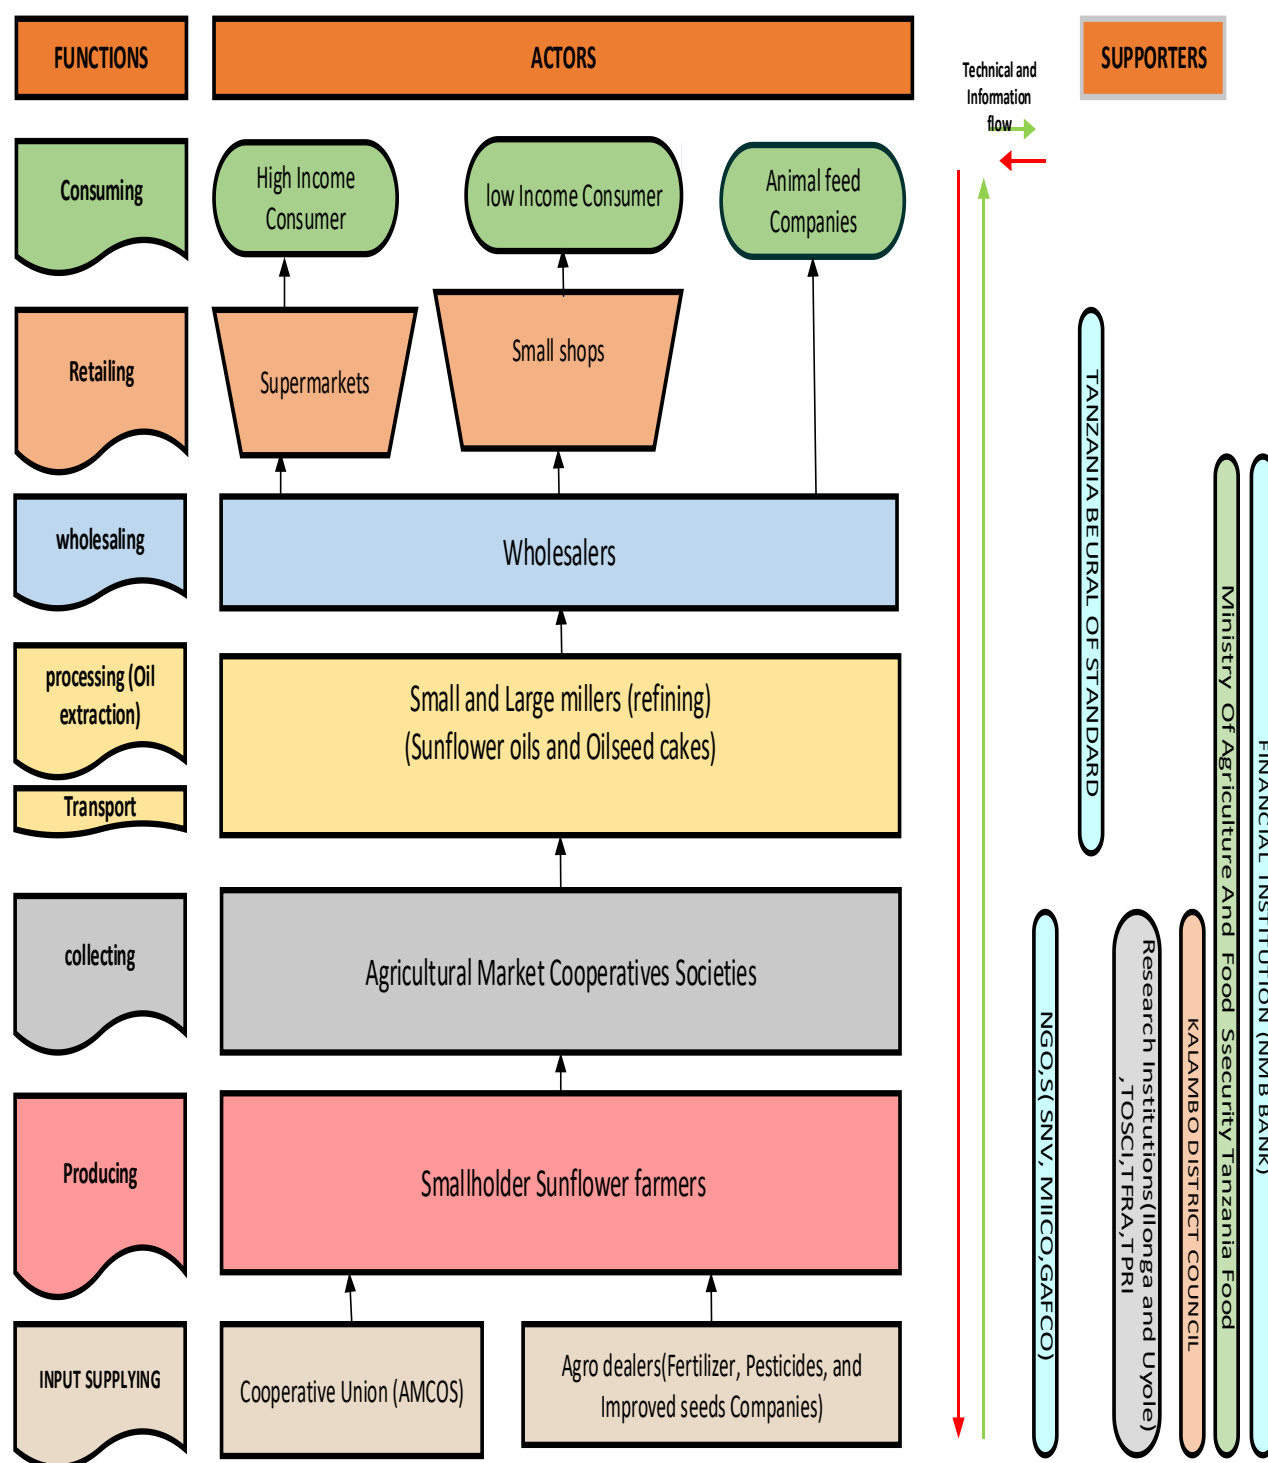 FUNCTIONS
ACTORS
Technical and
Information
flow
SUPPORTERS
Consuming
High Income
Consumer
low Income Consumer
Animal feed
Companies
Retailing
Supermarkets
Small shops
wholesaling
Wholesalers
processing (Oil
extraction)
Small and Large millers (refining)
(Sunflower oils and Oilseed cakes)
Transport
collecting
Agricultural Market Cooperatives Societies
Producing
Smallholder Sunflower farmers
INPUT SUPPLYING
Cooperative Union (AMCOS)
Agro dealers(Fertilizer, Pesticides, and
Improved seeds Companies)
NGO,S( SNV, MIICO,GAFCO)
TANZANIA BEURAL OF STANDARD
Research Institutions(Ilonga and Uyole)
,TOSCI,TFRA,TPRI
KALAMBO DISTRICT COUNCIL
Ministry Of Agriculture And Food Ssecurity Tanzania Food
FINANCIAL INSTITUTION (NMB BANK)